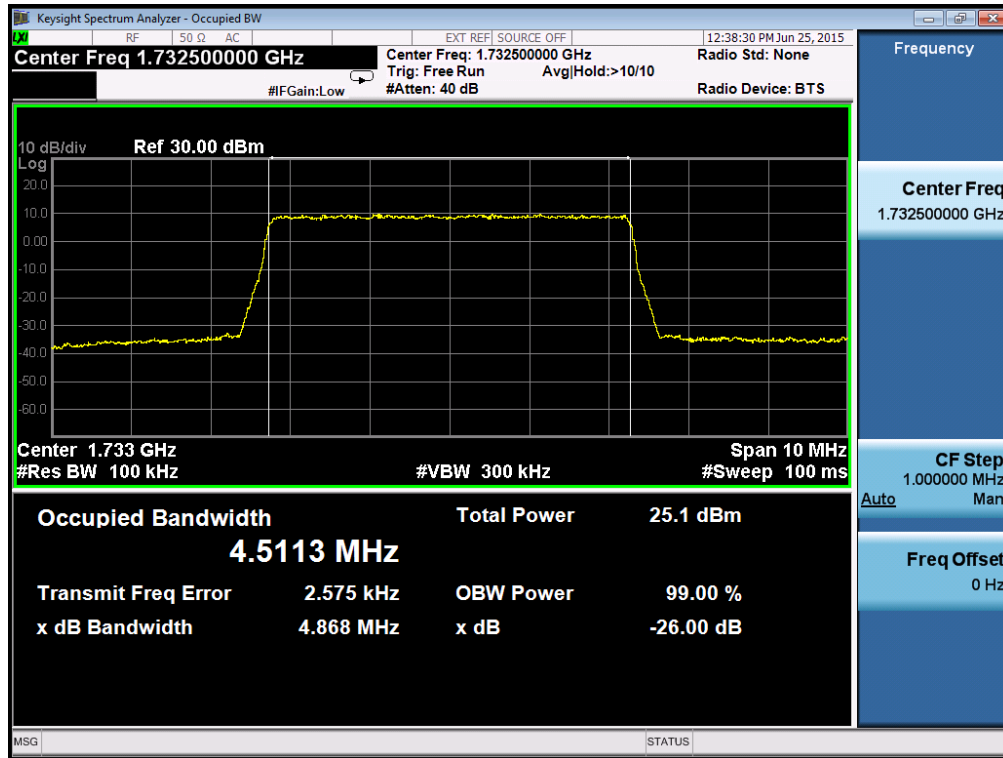 Keysight Spectrum Analyzer - Occupied BW
LXI RF 50 Ω AC EXT REF SOURCE OFF 12:38:30 PM Jun 25, 2015
Center Freq 1.732500000 GHz
Center Freq: 1.732500000 GHz
Radio Std: None
Trig: Free Run Avg|Hold:>10/10
#IFGain:Low
#Atten: 40 dB
Radio Device: BTS
10 dB/div Ref 30.00 dBm
Log
20.0
10.0
0.00
-10.0
-20.0
-30.0
-40.0
-50.0
-60.0
Center 1.733 GHz Span 10 MHz
#Res BW 100 kHz #VBW 300 kHz #Sweep 100 ms
Occupied Bandwidth Total Power 25.1 dBm
4.5113 MHz
Transmit Freq Error 2.575 kHz OBW Power 99.00 %
x dB Bandwidth 4.868 MHz x dB -26.00 dB
MSG STATUS
Frequency
Center Freq
1.732500000 GHz
CF Step
1.000000 MHz
Auto Man
Freq Offset
0 Hz